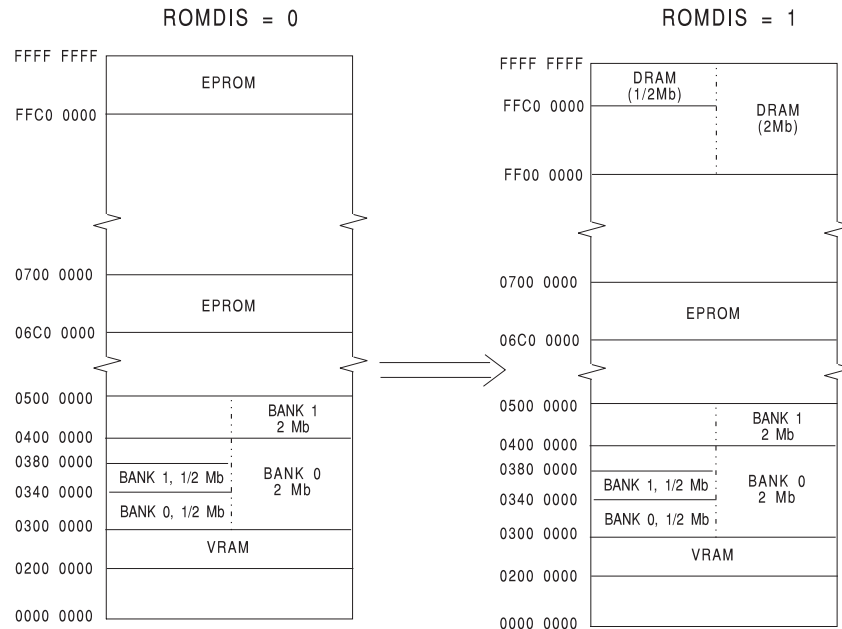 ROMDIS = 0
FFFF FFFF
EPROM
FFC0 0000
0700 0000
EPROM
06C0 0000
0500 0000
BANK 1
2 Mb
0400 0000
0380 0000
BANK 1, 1/2 Mb
BANK 0
2 Mb
0340 0000
BANK 0, 1/2 Mb
0300 0000
VRAM
0200 0000
0000 0000
ROMDIS = 1
FFFF FFFF
DRAM
(1/2Mb)
FFC0 0000
DRAM
(2Mb)
FF00 0000
0700 0000
EPROM
06C0 0000
0500 0000
BANK 1
2 Mb
0400 0000
0380 0000
BANK 1, 1/2 Mb
BANK 0
2 Mb
0340 0000
BANK 0, 1/2 Mb
0300 0000
VRAM
0200 0000
0000 0000